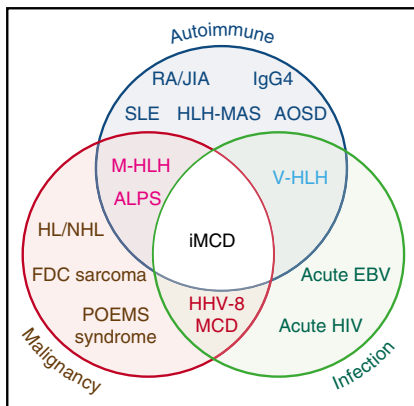 Autoimmune
RA/JIA IgG4
SLE HLH-MAS AOSD
M-HLH V-HLH
ALPS
HL/NHL iMCD
FDC sarcoma Acute EBV
POEMS HHV-8
syndrome MCD Acute HIV
Malignancy Infection